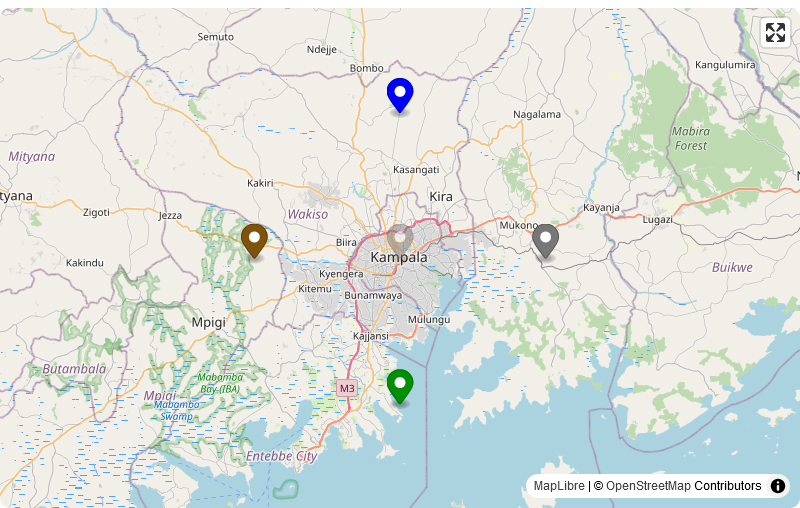 Semuto
Ndejje
Bombo
Kangulumira
Nagalama
Mabira
Forest
Mityana
Kasangati
Kakiri
Kira
tyana
Zigoti
Jezza
Wakiso
Kayanja
Lugazi
Mukono
Biira
Kampala
Kakindu
Kyengera
Buikwe
Kitemu
Bunamwaya
Mpigi
Mulungu
Kajjansi
Butambala
Mabamba
Bay (IBA)
M3
Mpigi
Mabamba
Swamp
Entebbe City
MapLibre | © OpenStreetMap Contributors